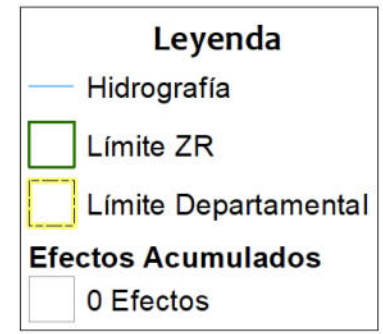 Leyenda
Hidrografía
Límite ZR
Límite Departamental
Efectos Acumulados
0 Efectos